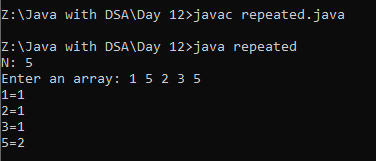 Z:\Java with DSA\Day 12>javac repeated.java
Z:\Java with DSA\Day 12>java repeated
N: 5
Enter an array: 1 5 2 3 5
1=1
2=1
3=1
5=2